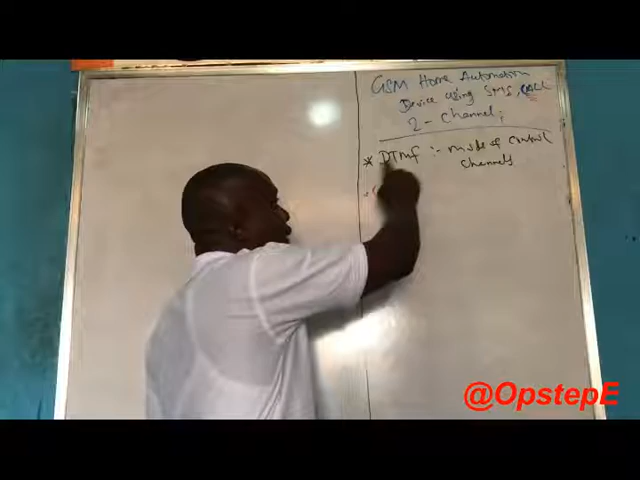 GSM Home Automation
Device using SMS, CALL
2-Channel;
* DTmf :- mode of Control
Channels
@OpstepE